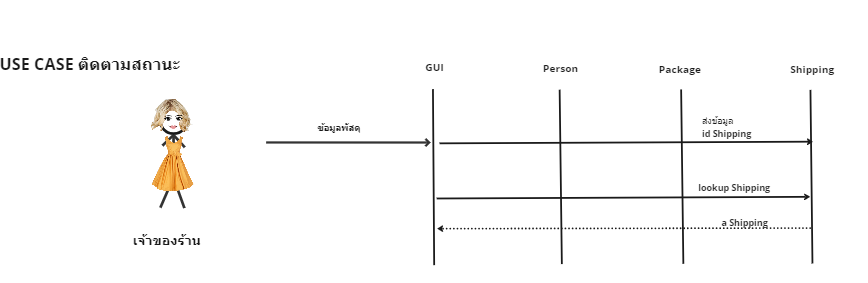 USE CASE ติดตามสถานะ
GUI
Person
Package
Shipping
ข้อมูลพัสดุ
ส่งข้อมูล
id Shipping
lookup Shipping
a Shipping
เจ้าของร้าน